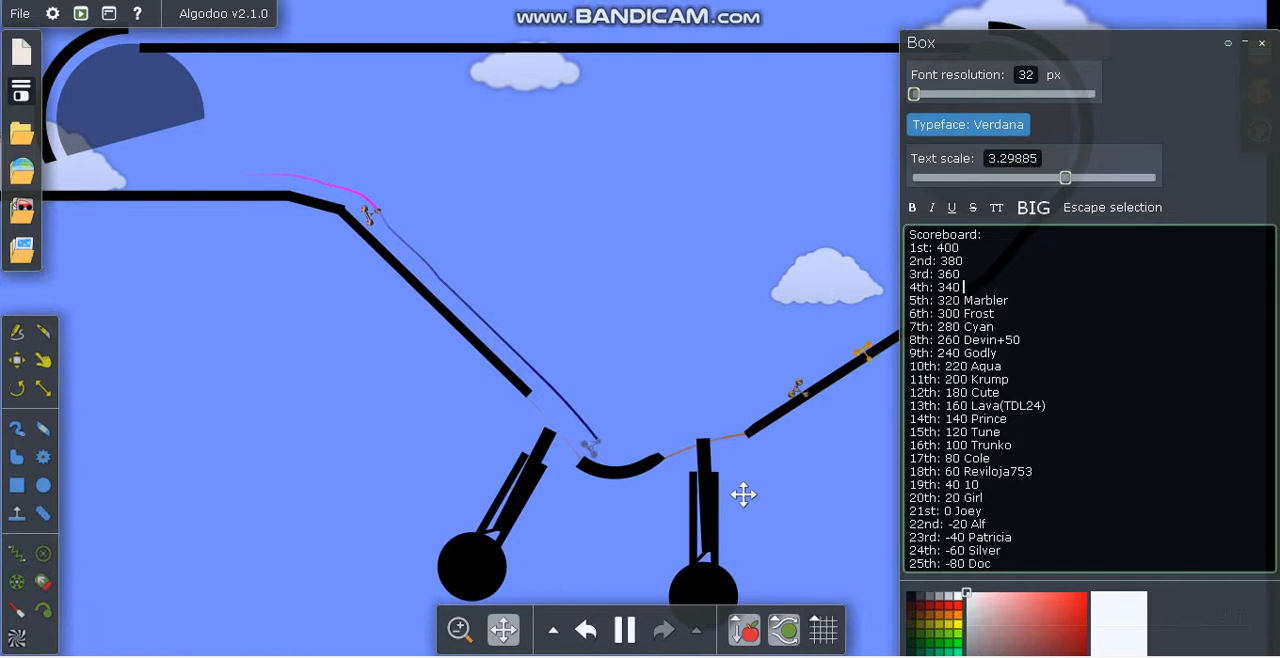 File ? Algodoo v2.1.0
www.BANDICAM.com
Box
Font resolution: 32 px
Typeface: Verdana
Text scale: 3.29885
B I U S TT BIG Escape selection
Scoreboard:
1st: 400
2nd: 380
3rd: 360
4th: 340
5th: 320 Marbler
6th: 300 Frost
7th: 280 Cyan
8th: 260 Devin+50
9th: 240 Godly
10th: 220 Aqua
11th: 200 Krump
12th: 180 Cute
13th: 160 Lava(TDL24)
14th: 140 Prince
15th: 120 Tune
16th: 100 Trunko
17th: 80 Cole
18th: 60 Reviloja753
19th: 40 10
20th: 20 Girl
21st: 0 Joey
22nd: -20 Alf
23rd: -40 Patricia
24th: -60 Silver
25th: -80 Doc